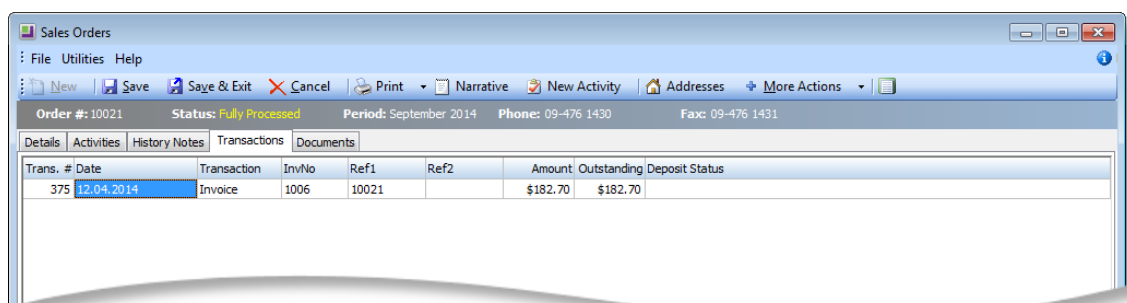 Sales Orders
File Utilities Help
New Save Save & Exit Cancel Print Narrative New Activity Addresses More Actions
Order #: 10021 Status: Fully Processed Period: September 2014 Phone: 09-476 1430 Fax: 09-476 1431
Details Activities History Notes Transactions Documents
Trans. # Date Transaction InvNo Ref1 Ref2 Amount Outstanding Deposit Status
375 12.04.2014 Invoice 1006 10021 $182.70 $182.70